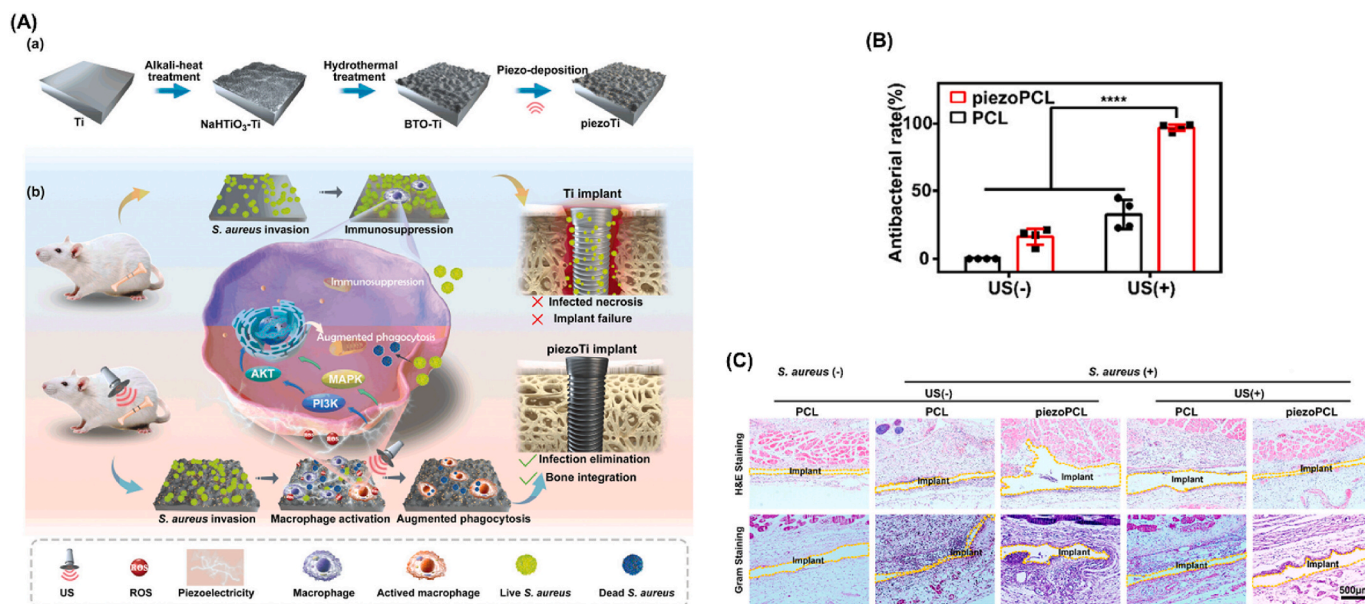 (A)
(a)
Alkali-heat
treatment
Hydrothermal
treatment
Piezo-deposition
Ti
NaHTiO3-Ti
BTO-Ti
piezoTi
(b)
S. aureus invasion
Immunosuppression
Ti implant
Immunosuppression
Infected necrosis
Implant failure
Augmented phagocytosis
piezoTi implant
AKT
MAPK
PI3K
ROS
ROS
Infection elimination
Bone integration
S. aureus invasion
Macrophage activation
Augmented phagocytosis
ROS
US
ROS
Piezoelectricity
Macrophage
Actived macrophage
Live S. aureus
Dead S. aureus
(B)
Antibacterial rate(%)
100
50
0
piezoPCL
PCL
****
US(-)
US(+)
(C)
S. aureus (-)
S. aureus (+)
US(-)
US(+)
PCL
PCL
piezoPCL
PCL
piezoPCL
H&E Staining
Implant
Implant
Implant
Implant
Implant
Gram Staining
Implant
Implant
Implant
Implant
Implant
500μm